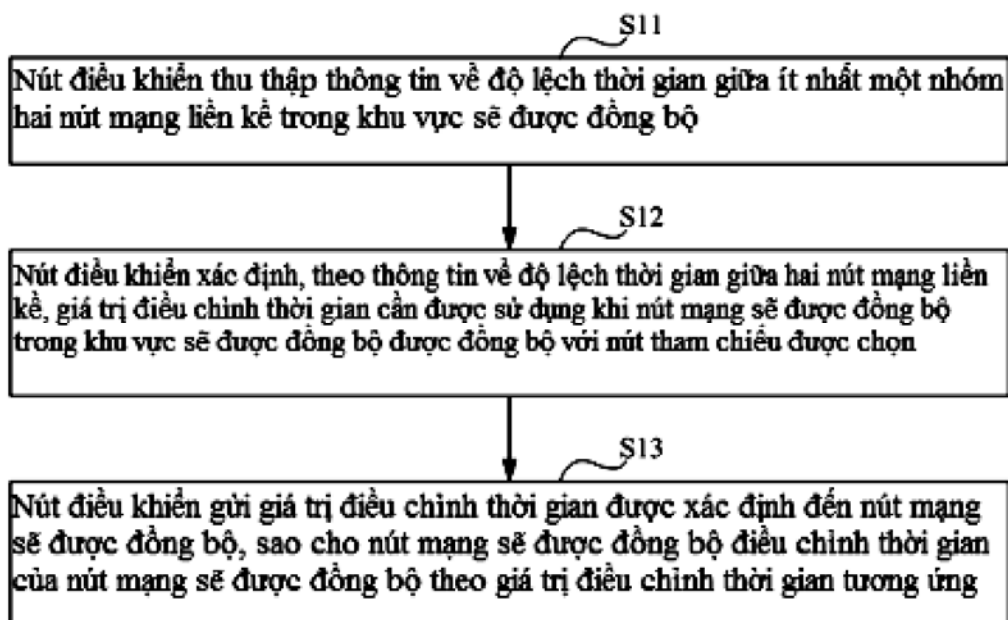 S11
Nút điều khiển thu thập thông tin về độ lệch thời gian giữa ít nhất một nhóm
hai nút mạng liền kề trong khu vực sẽ được đồng bộ
S12
Nút điều khiển xác định, theo thông tin về độ lệch thời gian giữa hai nút mạng liền
kề, giá trị điều chỉnh thời gian cần được sử dụng khi nút mạng sẽ được đồng bộ
trong khu vực sẽ được đồng bộ được đồng bộ với nút tham chiếu được chọn
S13
Nút điều khiển gửi giá trị điều chỉnh thời gian được xác định đến nút mạng
sẽ được đồng bộ, sao cho nút mạng sẽ được đồng bộ điều chỉnh thời gian
của nút mạng sẽ được đồng bộ theo giá trị điều chỉnh thời gian tương ứng